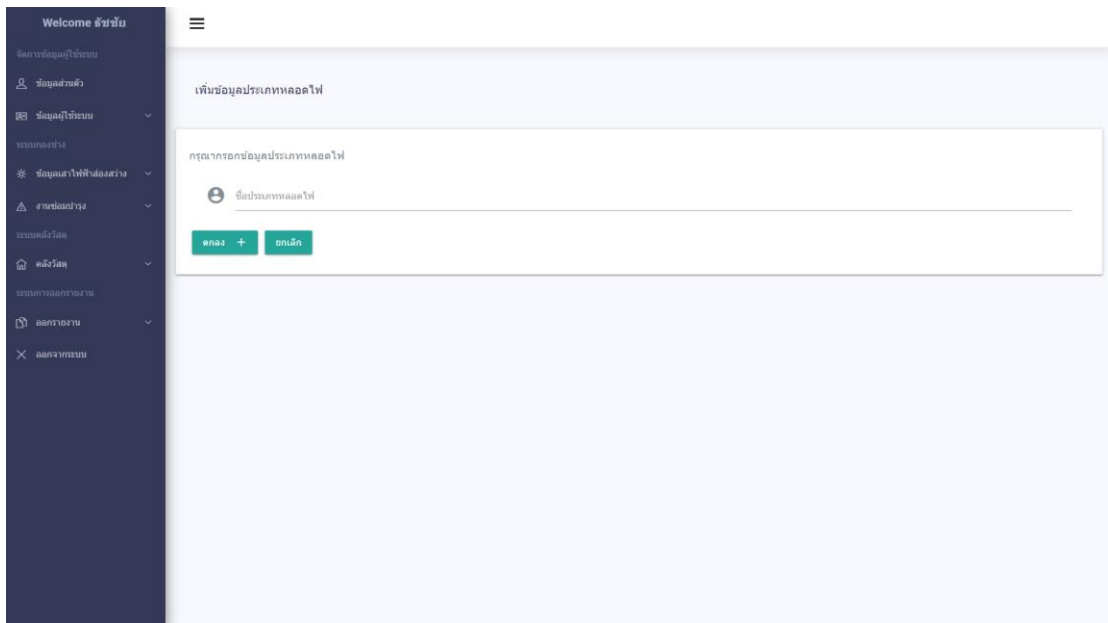 Welcome ธัชชัย
จัดการข้อมูลผู้ใช้ระบบ
ข้อมูลส่วนตัว
ข้อมูลผู้ใช้ระบบ
ระบบกองช่าง
ข้อมูลเสาไฟฟ้าส่องสว่าง
งานซ่อมบำรุง
ระบบคลังวัสดุ
คลังวัสดุ
ระบบการออกรายงาน
ออกรายงาน
ออกจากระบบ
เพิ่มข้อมูลประเภทหลอดไฟ
กรุณากรอกข้อมูลประเภทหลอดไฟ
ชื่อประเภทหลอดไฟ
ตกลง +
ยกเลิก